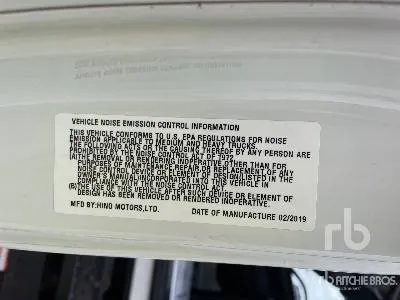 VEHICLE NOISE EMISSION CONTROL INFORMATION
THIS VEHICLE CONFORMS TO U.S. EPA REGULATIONS FOR NOISE
EMISSION APPLICABLE TO MEDIUM AND HEAVY TRUCKS.
THE FOLLOWING ACTS OR THE CAUSING THEREOF BY ANY PERSON ARE
PROHIBITED BY THE NOISE CONTROL ACT OF 1972.
(A)THE REMOVAL OR RENDERING INOPERATIVE OTHER THAN FOR
PURPOSES OF MAINTENANCE REPAIR,OR REPLACEMENT OF ANY
NOISE CONTROL DEVICE OR ELEMENT OF DESIGN(LISTED IN THE
OWNER'S MANUAL)INCORPORATED INTO THIS VEHICLE IN
COMPLIANCE WITH THE NOISE CONTROL ACT.
(B)THE USE OF THIS VEHICLE AFTER SUCH DEVICE OR ELEMENT OF
DESIGN HAS BEEN REMOVED OR RENDERED INOPERATIVE.
MFD BY:HINO MOTORS,LTD. DATE OF MANUFACTURE 02/2019
rb
rb RITCHIE BROS.